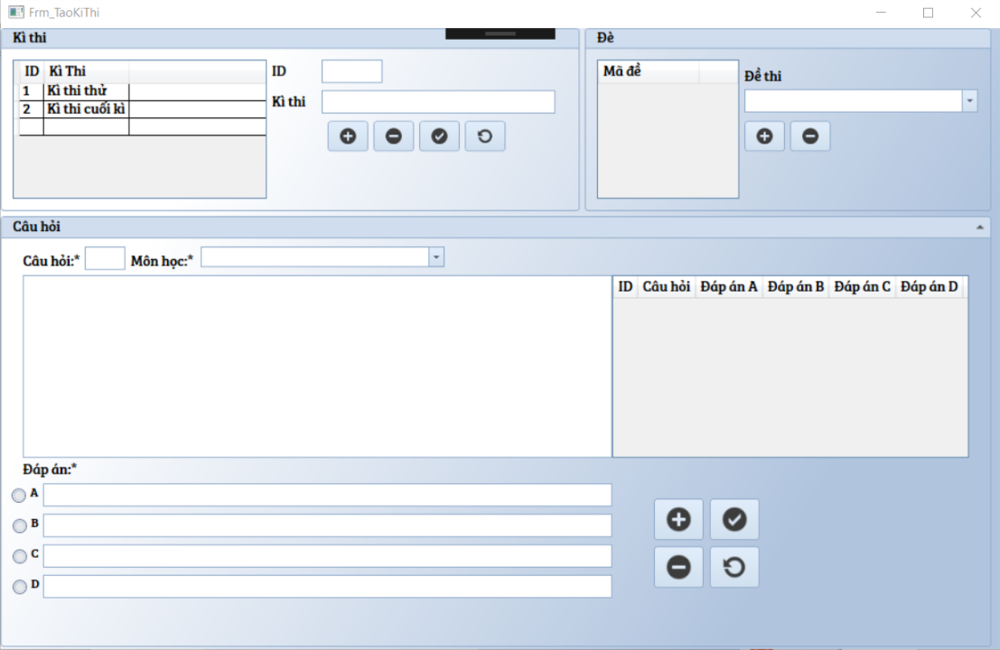 Frm_TaoKiThi
Kì thi
ID Kì Thi
1 Kì thi thử
2 Kì thi cuối kì
ID
Kì thi
Đè
Mã đề
Đề thi
Câu hỏi
Câu hỏi:* Môn học:*
ID Câu hỏi Đáp án A Đáp án B Đáp án C Đáp án D
Đáp án:*
A
B
C
D